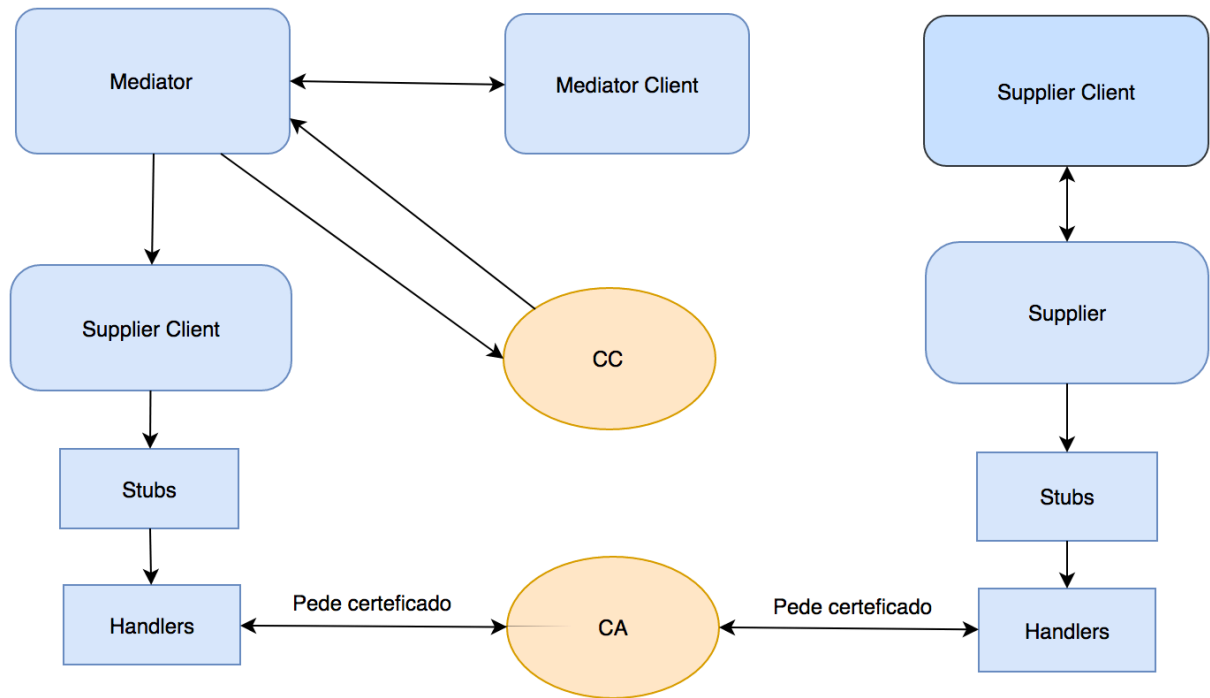 Mediator
Mediator Client
Supplier Client
Supplier Client
CC
Supplier
Stubs
Stubs
Pede certeficado
Pede certeficado
Handlers
CA
Handlers